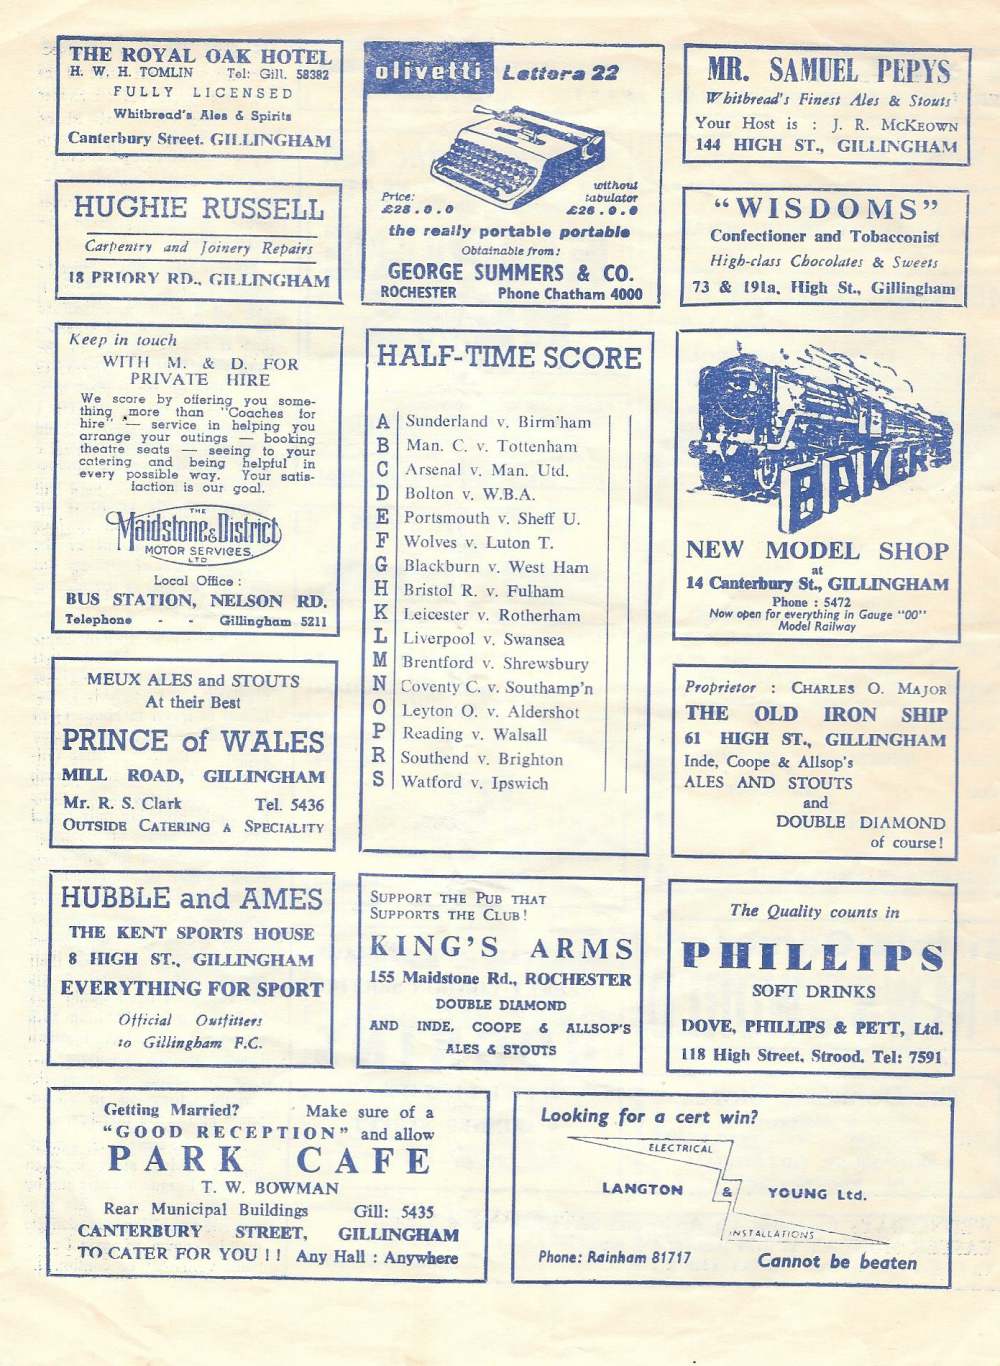 THE ROYAL OAK HOTEL
H. W. H. TOMLIN Tel: Gill. 58382
FULLY LICENSED
Whitbread's Ales & Spirits
Canterbury Street. GILLINGHAM
olivetti Lettera 22
Price:
£28.0.0
without
tabulator
£26.0.0
the really portable portable
Obtainable from:
GEORGE SUMMERS & CO.
ROCHESTER Phone Chatham 4000
MR. SAMUEL PEPYS
Whitbread's Finest Ales & Stouts
Your Host is : J. R. McKEOWN
144 HIGH ST., GILLINGHAM
HUGHIE RUSSELL
Carpentry and Joinery Repairs
18 PRIORY RD., GILLINGHAM
"WISDOMS"
Confectioner and Tobacconist
High-class Chocolates & Sweets
73 & 191a, High St., Gillingham
Keep in touch
WITH M. & D. FOR
PRIVATE HIRE
We score by offering you some-
thing more than "Coaches for
hire" — service in helping you
arrange your outings — booking
theatre seats — seeing to your
catering and being helpful in
every possible way. Your satis-
faction is our goal.
THE
Maidstone & District
MOTOR SERVICES.
LTD
Local Office :
BUS STATION, NELSON RD.
Telephone - - Gillingham 5211
HALF-TIME SCORE
A Sunderland v. Birm'ham
B Man. C. v. Tottenham
C Arsenal v. Man. Utd.
D Bolton v. W.B.A.
E Portsmouth v. Sheff U.
F Wolves v. Luton T.
G Blackburn v. West Ham
H Bristol R. v. Fulham
K Leicester v. Rotherham
L Liverpool v. Swansea
M Brentford v. Shrewsbury
N Coventy C. v. Southamp'n
O Leyton O. v. Aldershot
P Reading v. Walsall
R Southend v. Brighton
S Watford v. Ipswich
BAKER
NEW MODEL SHOP
at
14 Canterbury St., GILLINGHAM
Phone : 5472
Now open for everything in Gauge "00"
Model Railway
MEUX ALES and STOUTS
At their Best
PRINCE of WALES
MILL ROAD, GILLINGHAM
Mr. R. S. Clark Tel. 5436
OUTSIDE CATERING A SPECIALITY
Proprietor : CHARLES O. MAJOR
THE OLD IRON SHIP
61 HIGH ST., GILLINGHAM
Inde, Coope & Allsop's
ALES AND STOUTS
and
DOUBLE DIAMOND
of course!
HUBBLE and AMES
THE KENT SPORTS HOUSE
8 HIGH ST., GILLINGHAM
EVERYTHING FOR SPORT
Official Outfitters
to Gillingham F.C.
SUPPORT THE PUB THAT
SUPPORTS THE CLUB!
KING'S ARMS
155 Maidstone Rd., ROCHESTER
DOUBLE DIAMOND
AND INDE, COOPE & ALLSOP'S
ALES & STOUTS
The Quality counts in
PHILLIPS
SOFT DRINKS
DOVE, PHILLIPS & PETT, Ltd.
118 High Street, Strood. Tel: 7591
Getting Married? Make sure of a
"GOOD RECEPTION" and allow
PARK CAFE
T. W. BOWMAN
Rear Municipal Buildings Gill: 5435
CANTERBURY STREET, GILLINGHAM
TO CATER FOR YOU !! Any Hall : Anywhere
Looking for a cert win?
ELECTRICAL
LANGTON & YOUNG Ltd.
INSTALLATIONS
Phone: Rainham 81717 Cannot be beaten